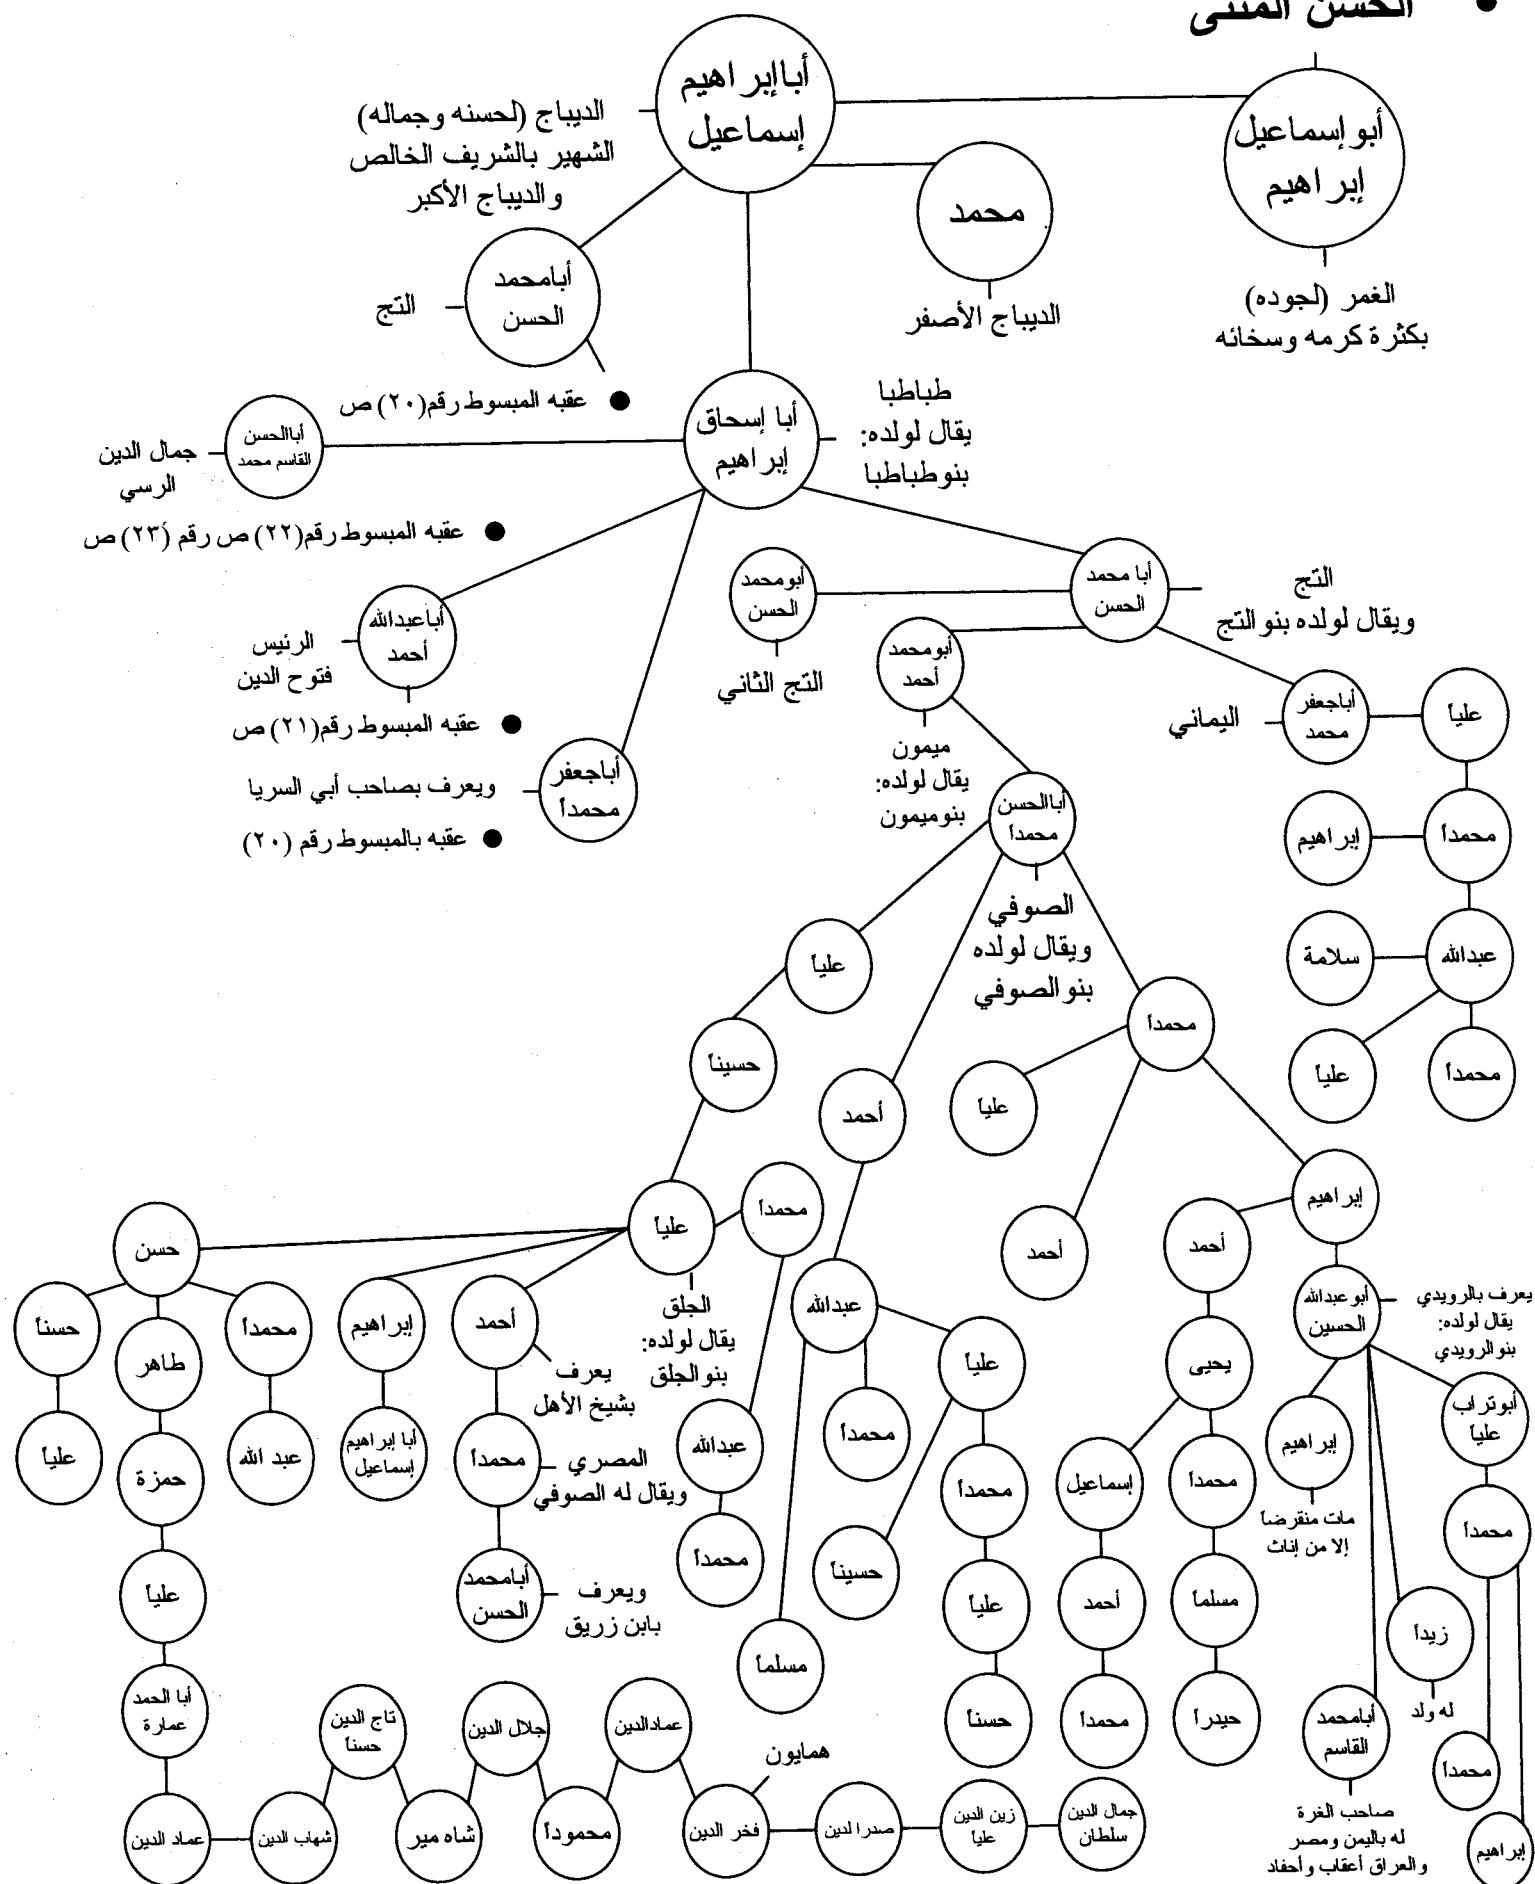 الحسن المثنى
أبو إسماعيل
إبراهيم
الغمر (لجوده)
بكثرة كرمه وسخائه
أباإبراهيم
إسماعيل
الديباج (لحسنه وجماله)
الشهير بالشريف الخالص
والديباج الأكبر
محمد
الديباج الأصفر
أبامحمد
الحسن
التج
عقبه المبسوط رقم(٢٠) ص
أبا إسحاق
إبراهيم
طباطبا
يقال لولده:
بنوطباطبا
أباالحسن
القاسم محمد
جمال الدين
الرسي
عقبه المبسوط رقم(٢٢) ص رقم (٢٣) ص
أباعبدالله
أحمد
الرئيس
فتوح الدين
عقبه المبسوط رقم(٢١) ص
أباجعفر
محمداً
ويعرف بصاحب أبي السريا
عقبه بالمبسوط رقم (٢٠)
أبا محمد
الحسن
التج
ويقال لولده بنو التج
أبومحمد
الحسن
التج الثاني
أبومحمد
أحمد
ميمون
يقال لولده:
بنوميمون
أباجعفر
محمد
اليماني
علياً
محمداً
إبراهيم
عبدالله
سلامة
محمداً
علياً
أباالحسن
محمداً
الصوفي
ويقال لولده
بنو الصوفي
علياً
محمداً
حسيناً
علياً
أحمد
أحمد
إبراهيم
محمداً
علياً
حسن
الجلق
يقال لولده:
بنو الجلق
أحمد
أبو عبدالله
الحسين
يعرف بالرويدي
يقال لولده:
بنو الرويدي
عبدالله
علياً
يحيى
حسناً
طاهر
محمداً
إبراهيم
أحمد
يعرف
بشيخ الأهل
أبوتراب
علياً
إبراهيم
مات منقرضاً
إلا من إناث
محمداً
إسماعيل
محمداً
محمداً
حسيناً
عبدالله
محمداً
المصري
ويقال له الصوفي
أبا إبراهيم
إسماعيل
عبد الله
حمزة
علياً
محمداً
زيداً
له ولد
مسلماً
أحمد
علياً
مسلماً
محمداً
أبامحمد
الحسن
ويعرف
بابن زريق
علياً
أبامحمد
القاسم
صاحب الغرة
له باليمن ومصر
والعراق أعقاب وأحفاد
محمداً
إبراهيم
حيدرا
محمداً
حسناً
أبا الحمد
عمارة
عماد الدين
شهاب الدين
تاج الدين
حسناً
شاه مير
جلال الدين
محموداً
عمادالدين
فخر الدين
همايون
صدرا لدين
زين الدين
علياً
جمال الدين
سلطان